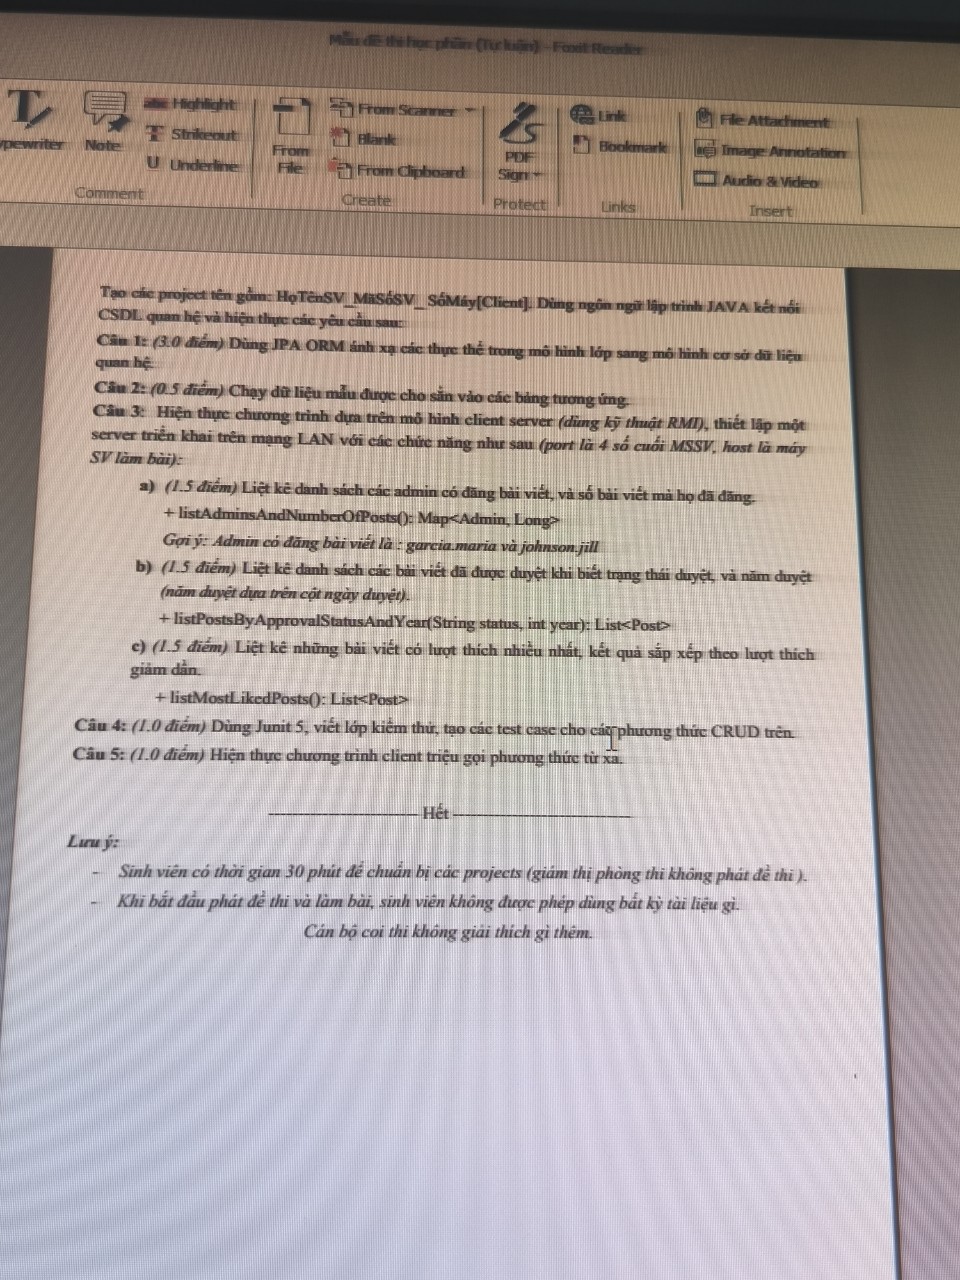 Mẫu đề thi học phần (Tự luận) - Foxit Reader
ypewriter
Note
Highlight
Strikeout
Underline
Comment
From File
From Scanner
Blank
From Clipboard
Create
PDF Sign
Protect
Link
Bookmark
Links
File Attachment
Image Annotation
Audio & Video
Insert
Tạo các project tên gồm: HọTênSV_MãSốSV_SốMáy[Client]. Dùng ngôn ngữ lập trình JAVA kết nối
CSDL quan hệ và hiện thực các yêu cầu sau:
Câu 1: (3.0 điểm) Dùng JPA ORM ánh xạ các thực thể trong mô hình lớp sang mô hình cơ sở dữ liệu
quan hệ.
Câu 2: (0.5 điểm) Chạy dữ liệu mẫu được cho sẵn vào các bảng tương ứng.
Câu 3: Hiện thực chương trình dựa trên mô hình client server (dùng kỹ thuật RMI), thiết lập một
server triển khai trên mạng LAN với các chức năng như sau (port là 4 số cuối MSSV, host là máy
SV làm bài):
a) (1.5 điểm) Liệt kê danh sách các admin có đăng bài viết, và số bài viết mà họ đã đăng.
+ listAdminsAndNumberOfPosts(): Map<Admin, Long>
Gợi ý: Admin có đăng bài viết là : garcia.maria và johnson.jill
b) (1.5 điểm) Liệt kê danh sách các bài viết đã được duyệt khi biết trạng thái duyệt, và năm duyệt
(năm duyệt dựa trên cột ngày duyệt).
+ listPostsByApprovalStatusAndYear(String status, int year): List<Post>
c) (1.5 điểm) Liệt kê những bài viết có lượt thích nhiều nhất, kết quả sắp xếp theo lượt thích
giảm dần.
+ listMostLikedPosts(): List<Post>
Câu 4: (1.0 điểm) Dùng Junit 5, viết lớp kiểm thử, tạo các test case cho các phương thức CRUD trên.
Câu 5: (1.0 điểm) Hiện thực chương trình client triệu gọi phương thức từ xa.
Hết
Lưu ý:
- Sinh viên có thời gian 30 phút để chuẩn bị các projects (giám thị phòng thi không phát đề thi ).
- Khi bắt đầu phát đề thi và làm bài, sinh viên không được phép dùng bất kỳ tài liệu gì.
Cán bộ coi thi không giải thích gì thêm.